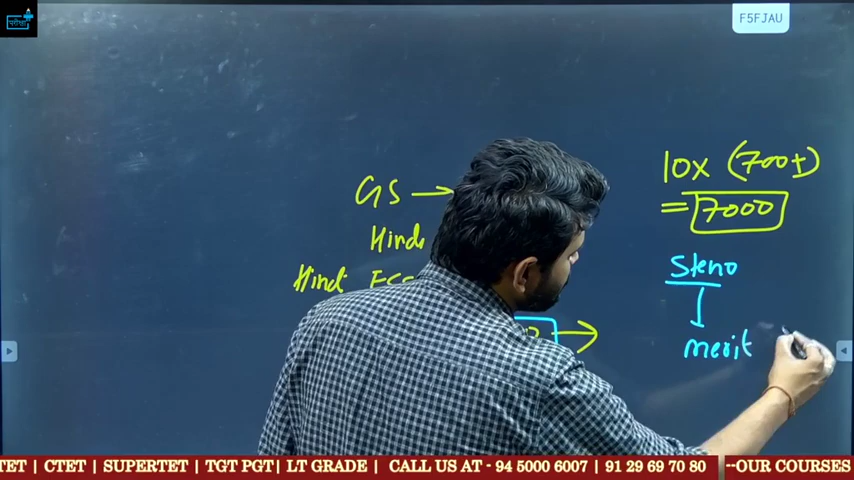 परीक्षा
F5FJAU
GS →
Hindi
Hindi
10x (700+)
= 7000
Steno
merit
TET | CTET | SUPERTET | TGT PGT| LT GRADE | CALL US AT - 94 5000 6007 | 91 29 69 70 80 --OUR COURSES